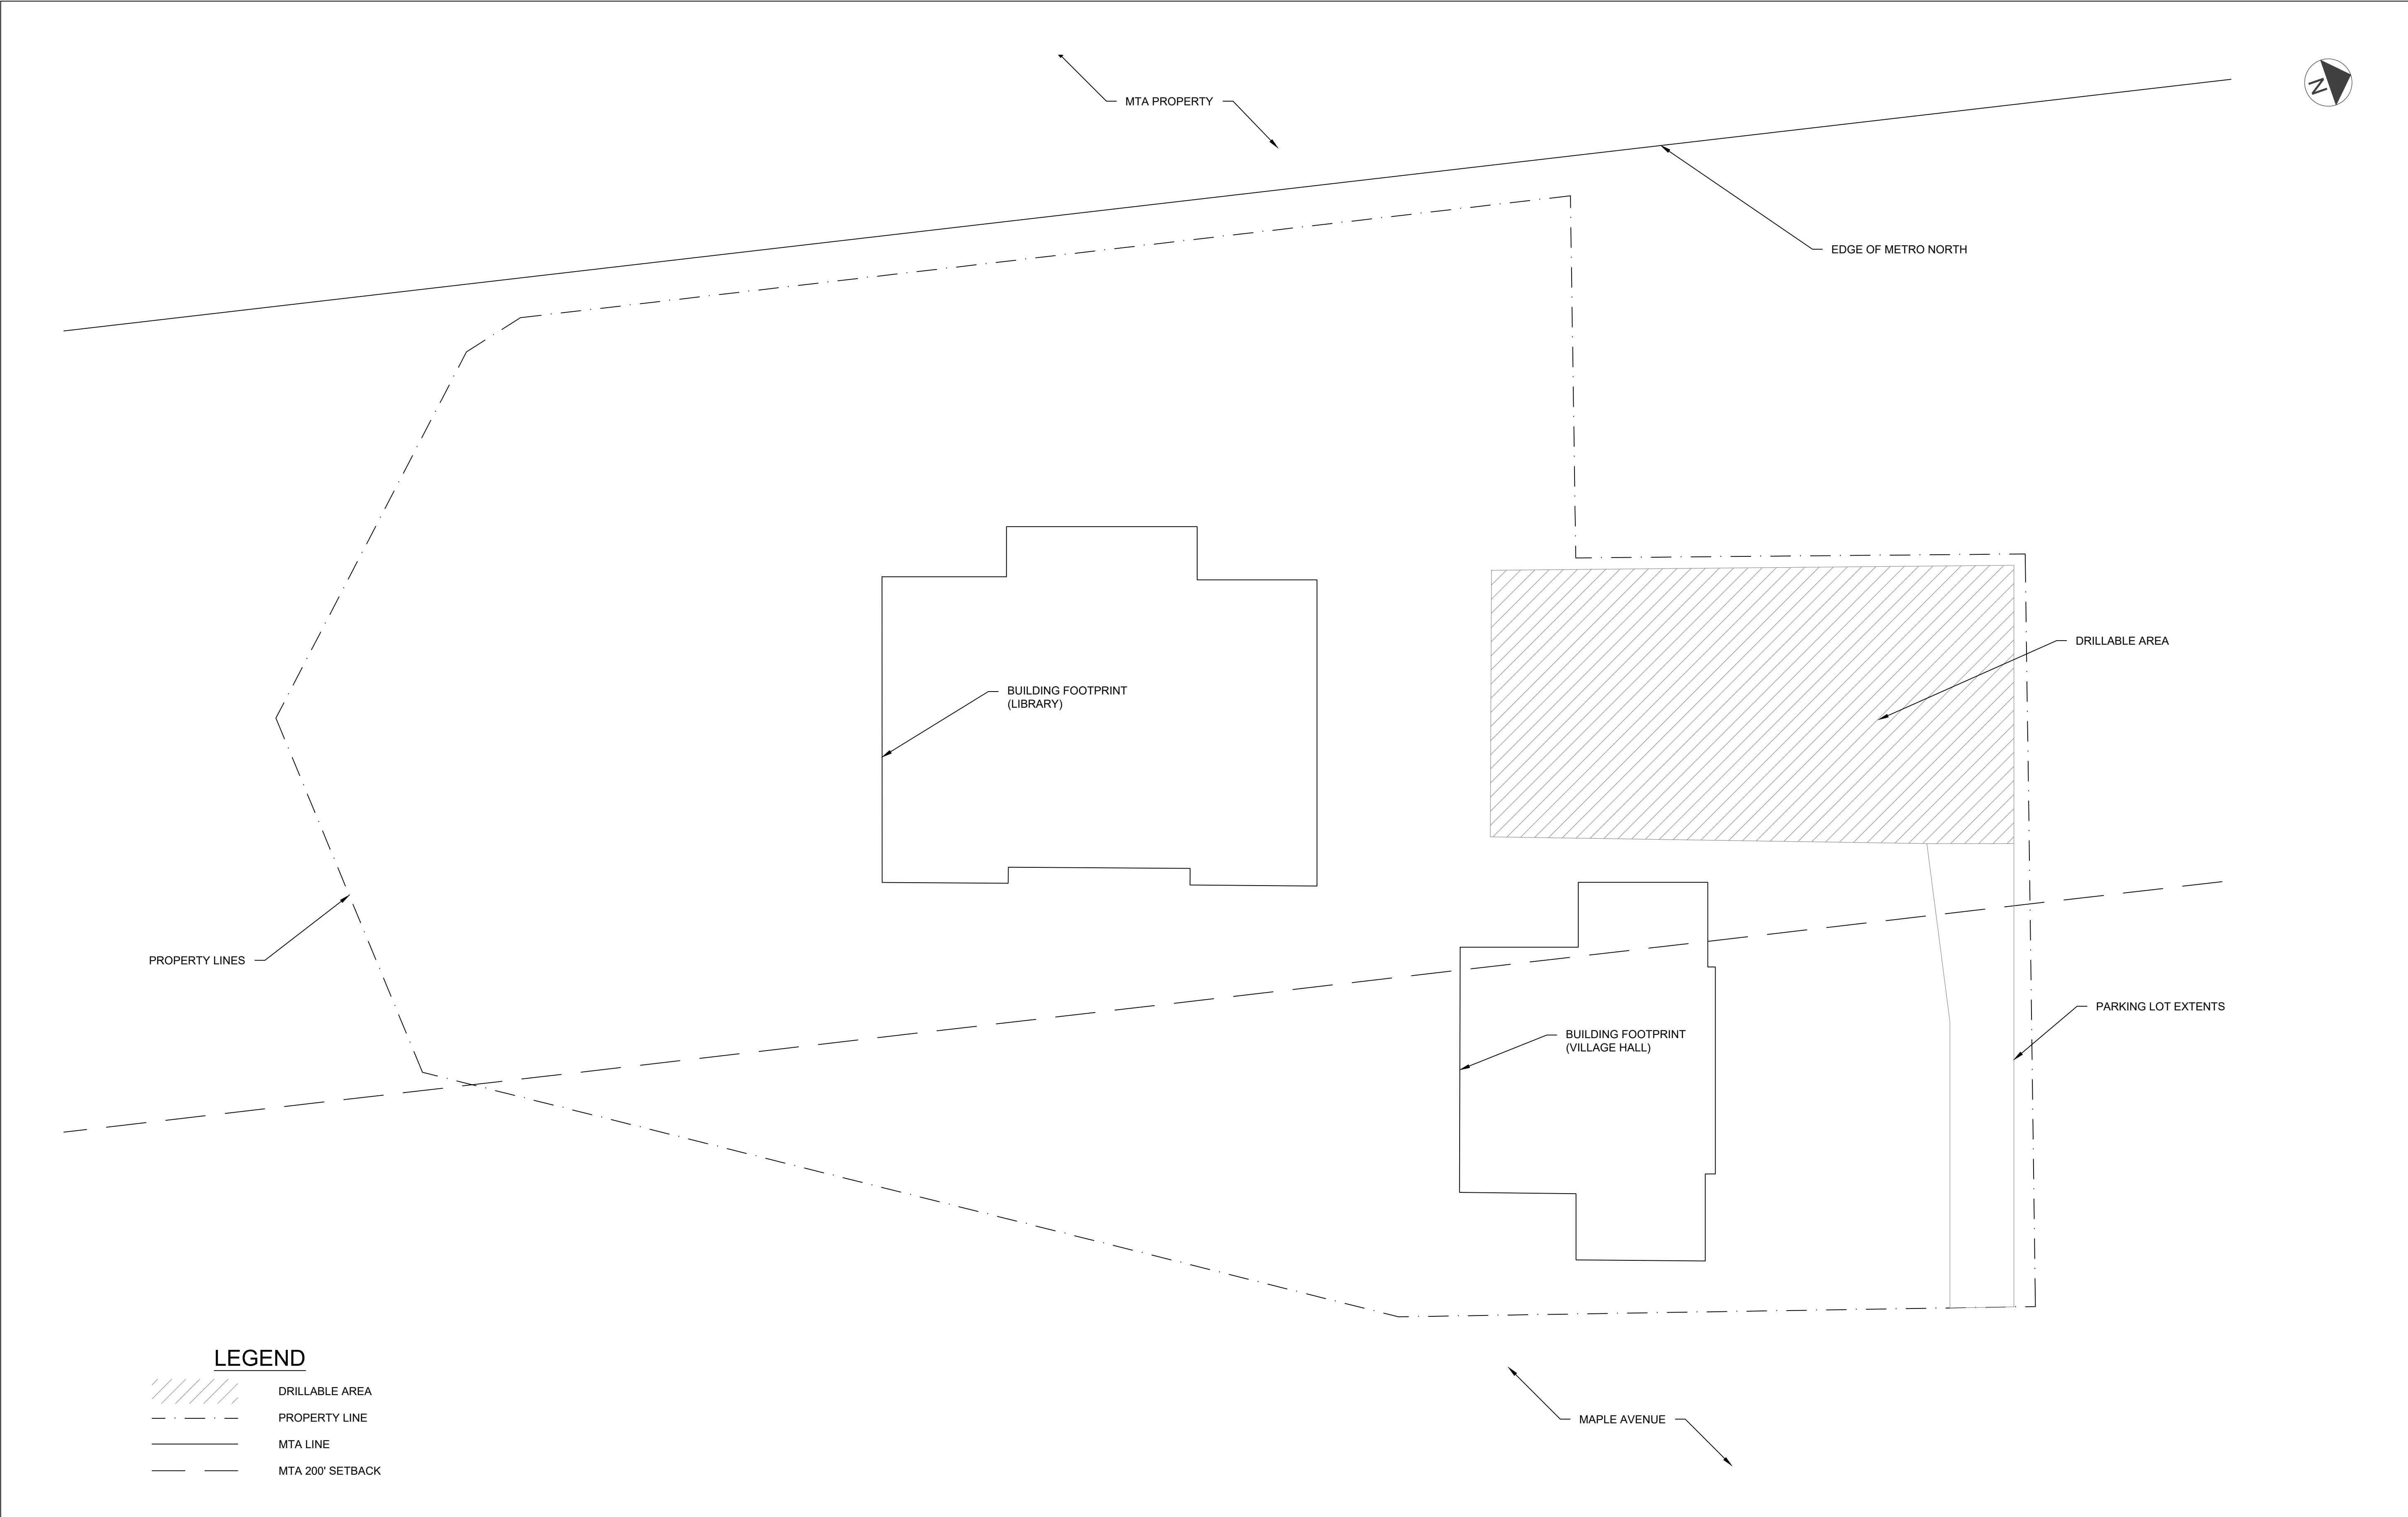 MTA PROPERTY
N
EDGE OF METRO NORTH
DRILLABLE AREA
BUILDING FOOTPRINT
(LIBRARY)
PROPERTY LINES
PARKING LOT EXTENTS
BUILDING FOOTPRINT
(VILLAGE HALL)
LEGEND
DRILLABLE AREA
PROPERTY LINE
MTA LINE
MTA 200' SETBACK
MAPLE AVENUE